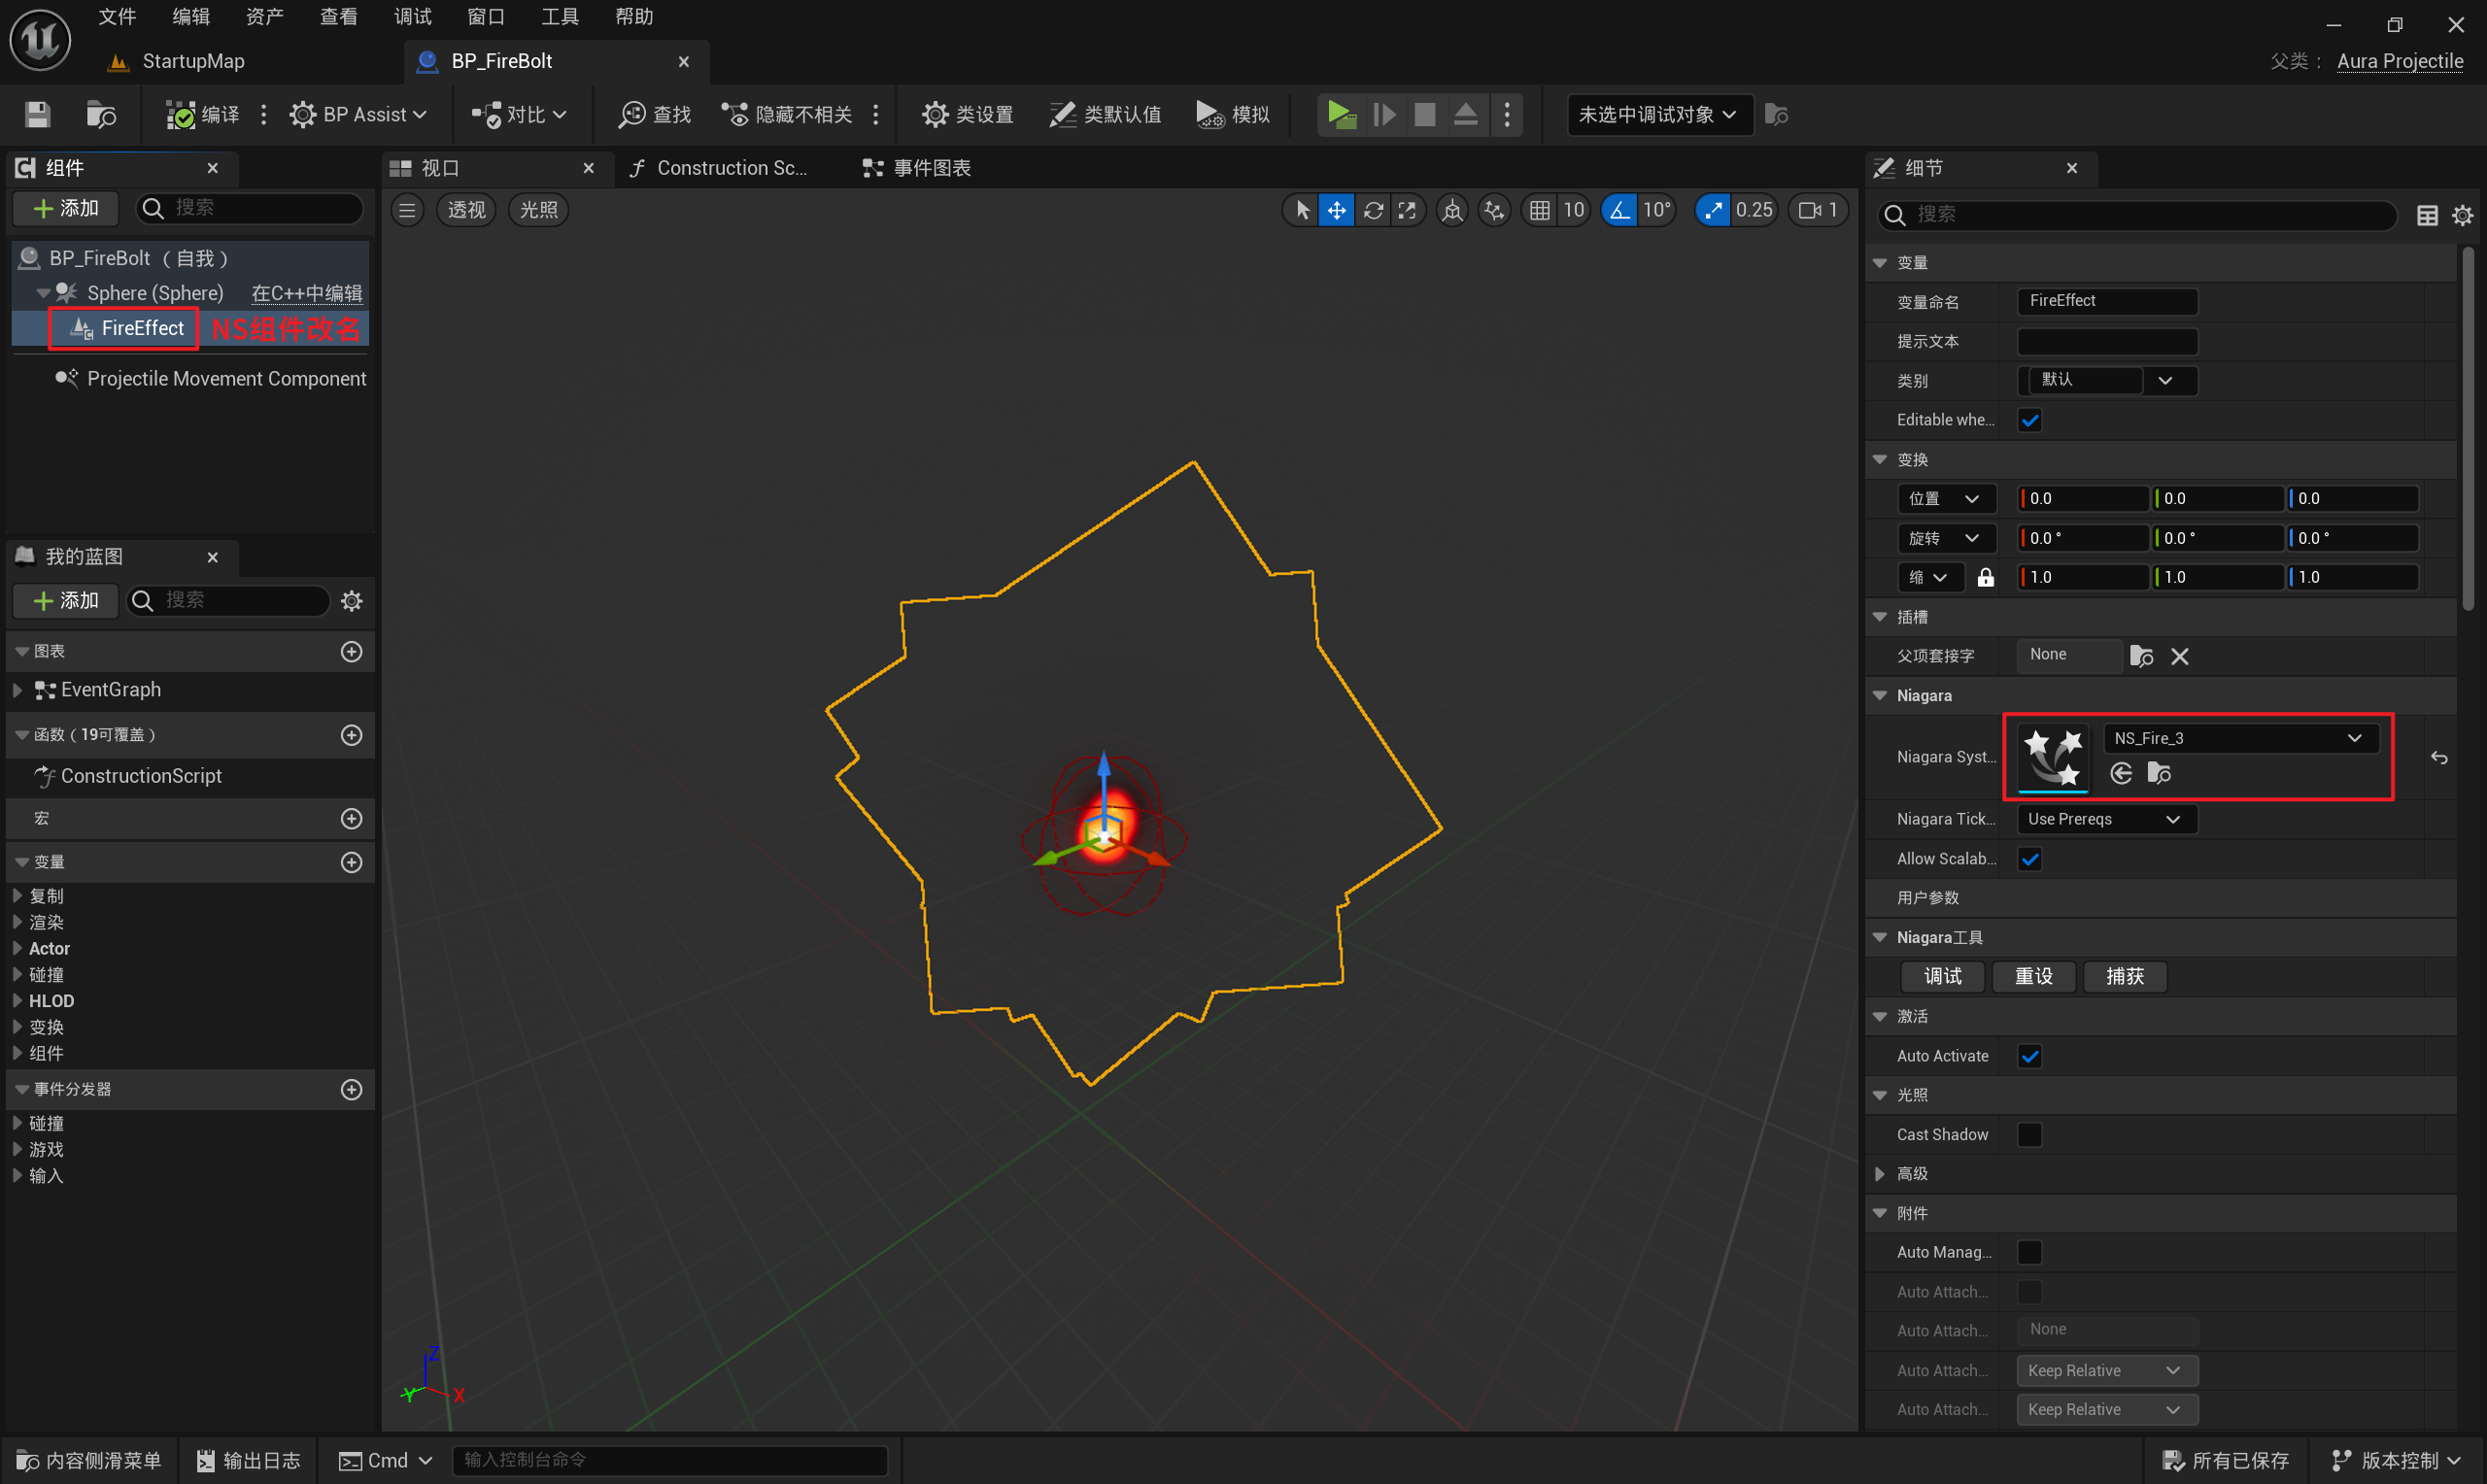 文件 编辑 资产 查看 调试 窗口 工具 帮助
StartupMap
BP_FireBolt
父类： Aura Projectile
编译
BP Assist
对比
查找
隐藏不相关
类设置
类默认值
模拟
未选中调试对象
组件
添加
搜索
BP_FireBolt （自我）
Sphere (Sphere) 在C++中编辑
FireEffect NS组件改名
Projectile Movement Component
我的蓝图
添加
搜索
图表
EventGraph
函数（19可覆盖）
ConstructionScript
宏
变量
复制
渲染
Actor
碰撞
HLOD
变换
组件
事件分发器
碰撞
游戏
输入
视口
Construction Sc...
事件图表
透视
光照
10
10°
0.25
1
Z
Y
X
细节
搜索
变量
变量命名 FireEffect
提示文本
类别 默认
Editable whe...
变换
位置 0.0 0.0 0.0
旋转 0.0 ° 0.0 ° 0.0 °
缩 1.0 1.0 1.0
插槽
父项套接字 None
Niagara
Niagara Syst... NS_Fire_3
Niagara Tick... Use Prereqs
Allow Scalab...
用户参数
Niagara工具
调试 重设 捕获
激活
Auto Activate
光照
Cast Shadow
高级
附件
Auto Manag...
Auto Attach...
Auto Attach... None
Auto Attach... Keep Relative
Auto Attach... Keep Relative
内容侧滑菜单
输出日志
Cmd
输入控制台命令
所有已保存
版本控制